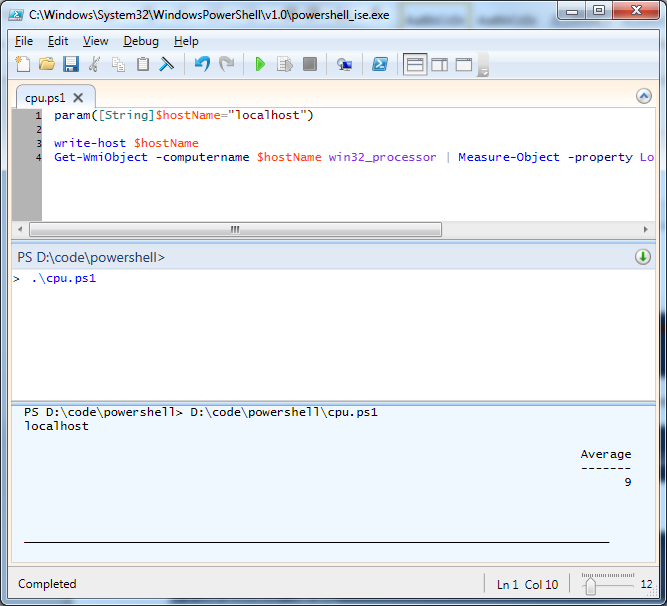 C:\Windows\System32\WindowsPowerShell\v1.0\powershell_ise.exe
File Edit View Debug Help
cpu.ps1
1 param([String]$hostName="localhost")
2
3 write-host $hostName
4 Get-WmiObject -computername $hostName win32_processor | Measure-Object -property Lo
PS D:\code\powershell>
> .\cpu.ps1
PS D:\code\powershell> D:\code\powershell\cpu.ps1
localhost
Average
-------
9
Completed Ln 1 Col 10 12